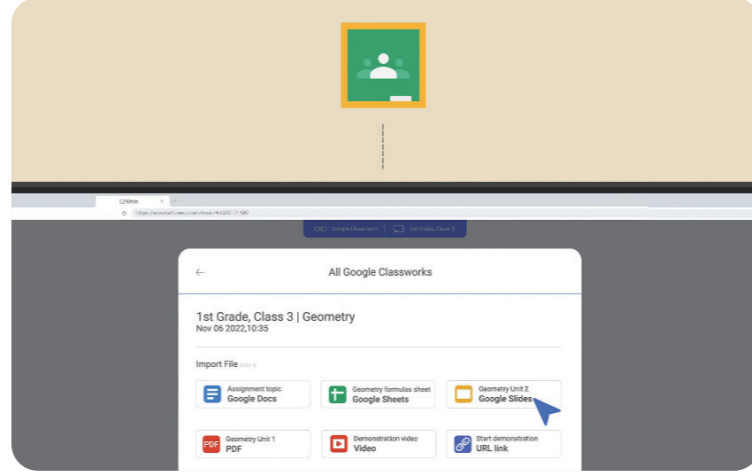 EZWrite
Google Classroom | 1st Grade, Class 3
All Google Classworks
1st Grade, Class 3 | Geometry
Nov 06 2022,10:35
Import File
Assignment topic
Google Docs
Geometry formulas sheet
Google Sheets
Geometry Unit 2
Google Slides
PDF
Geometry Unit 1
PDF
Demonstration video
Video
Start demonstration
URL link